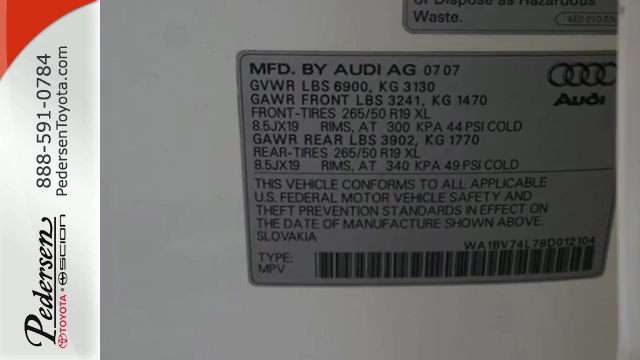 or Dispose as Hazardous
Waste.
MFD. BY AUDI AG 07 07
GVWR LBS 6900, KG 3130
GAWR FRONT LBS 3241, KG 1470
FRONT-TIRES 265/50 R19 XL
8.5JX19 RIMS, AT 300 KPA 44 PSI COLD
GAWR REAR LBS 3902, KG 1770
REAR-TIRES 265/50 R19 XL
8.5JX19 RIMS, AT 340 KPA 49 PSI COLD
Audi
THIS VEHICLE CONFORMS TO ALL APPLICABLE
U.S. FEDERAL MOTOR VEHICLE SAFETY AND
THEFT PREVENTION STANDARDS IN EFFECT ON
THE DATE OF MANUFACTURE SHOWN ABOVE.
SLOVAKIA
WA1BV74L78D012104
TYPE:
MPV
888-591-0784
PedersenToyota.com
Pedersen
TOYOTA SCION